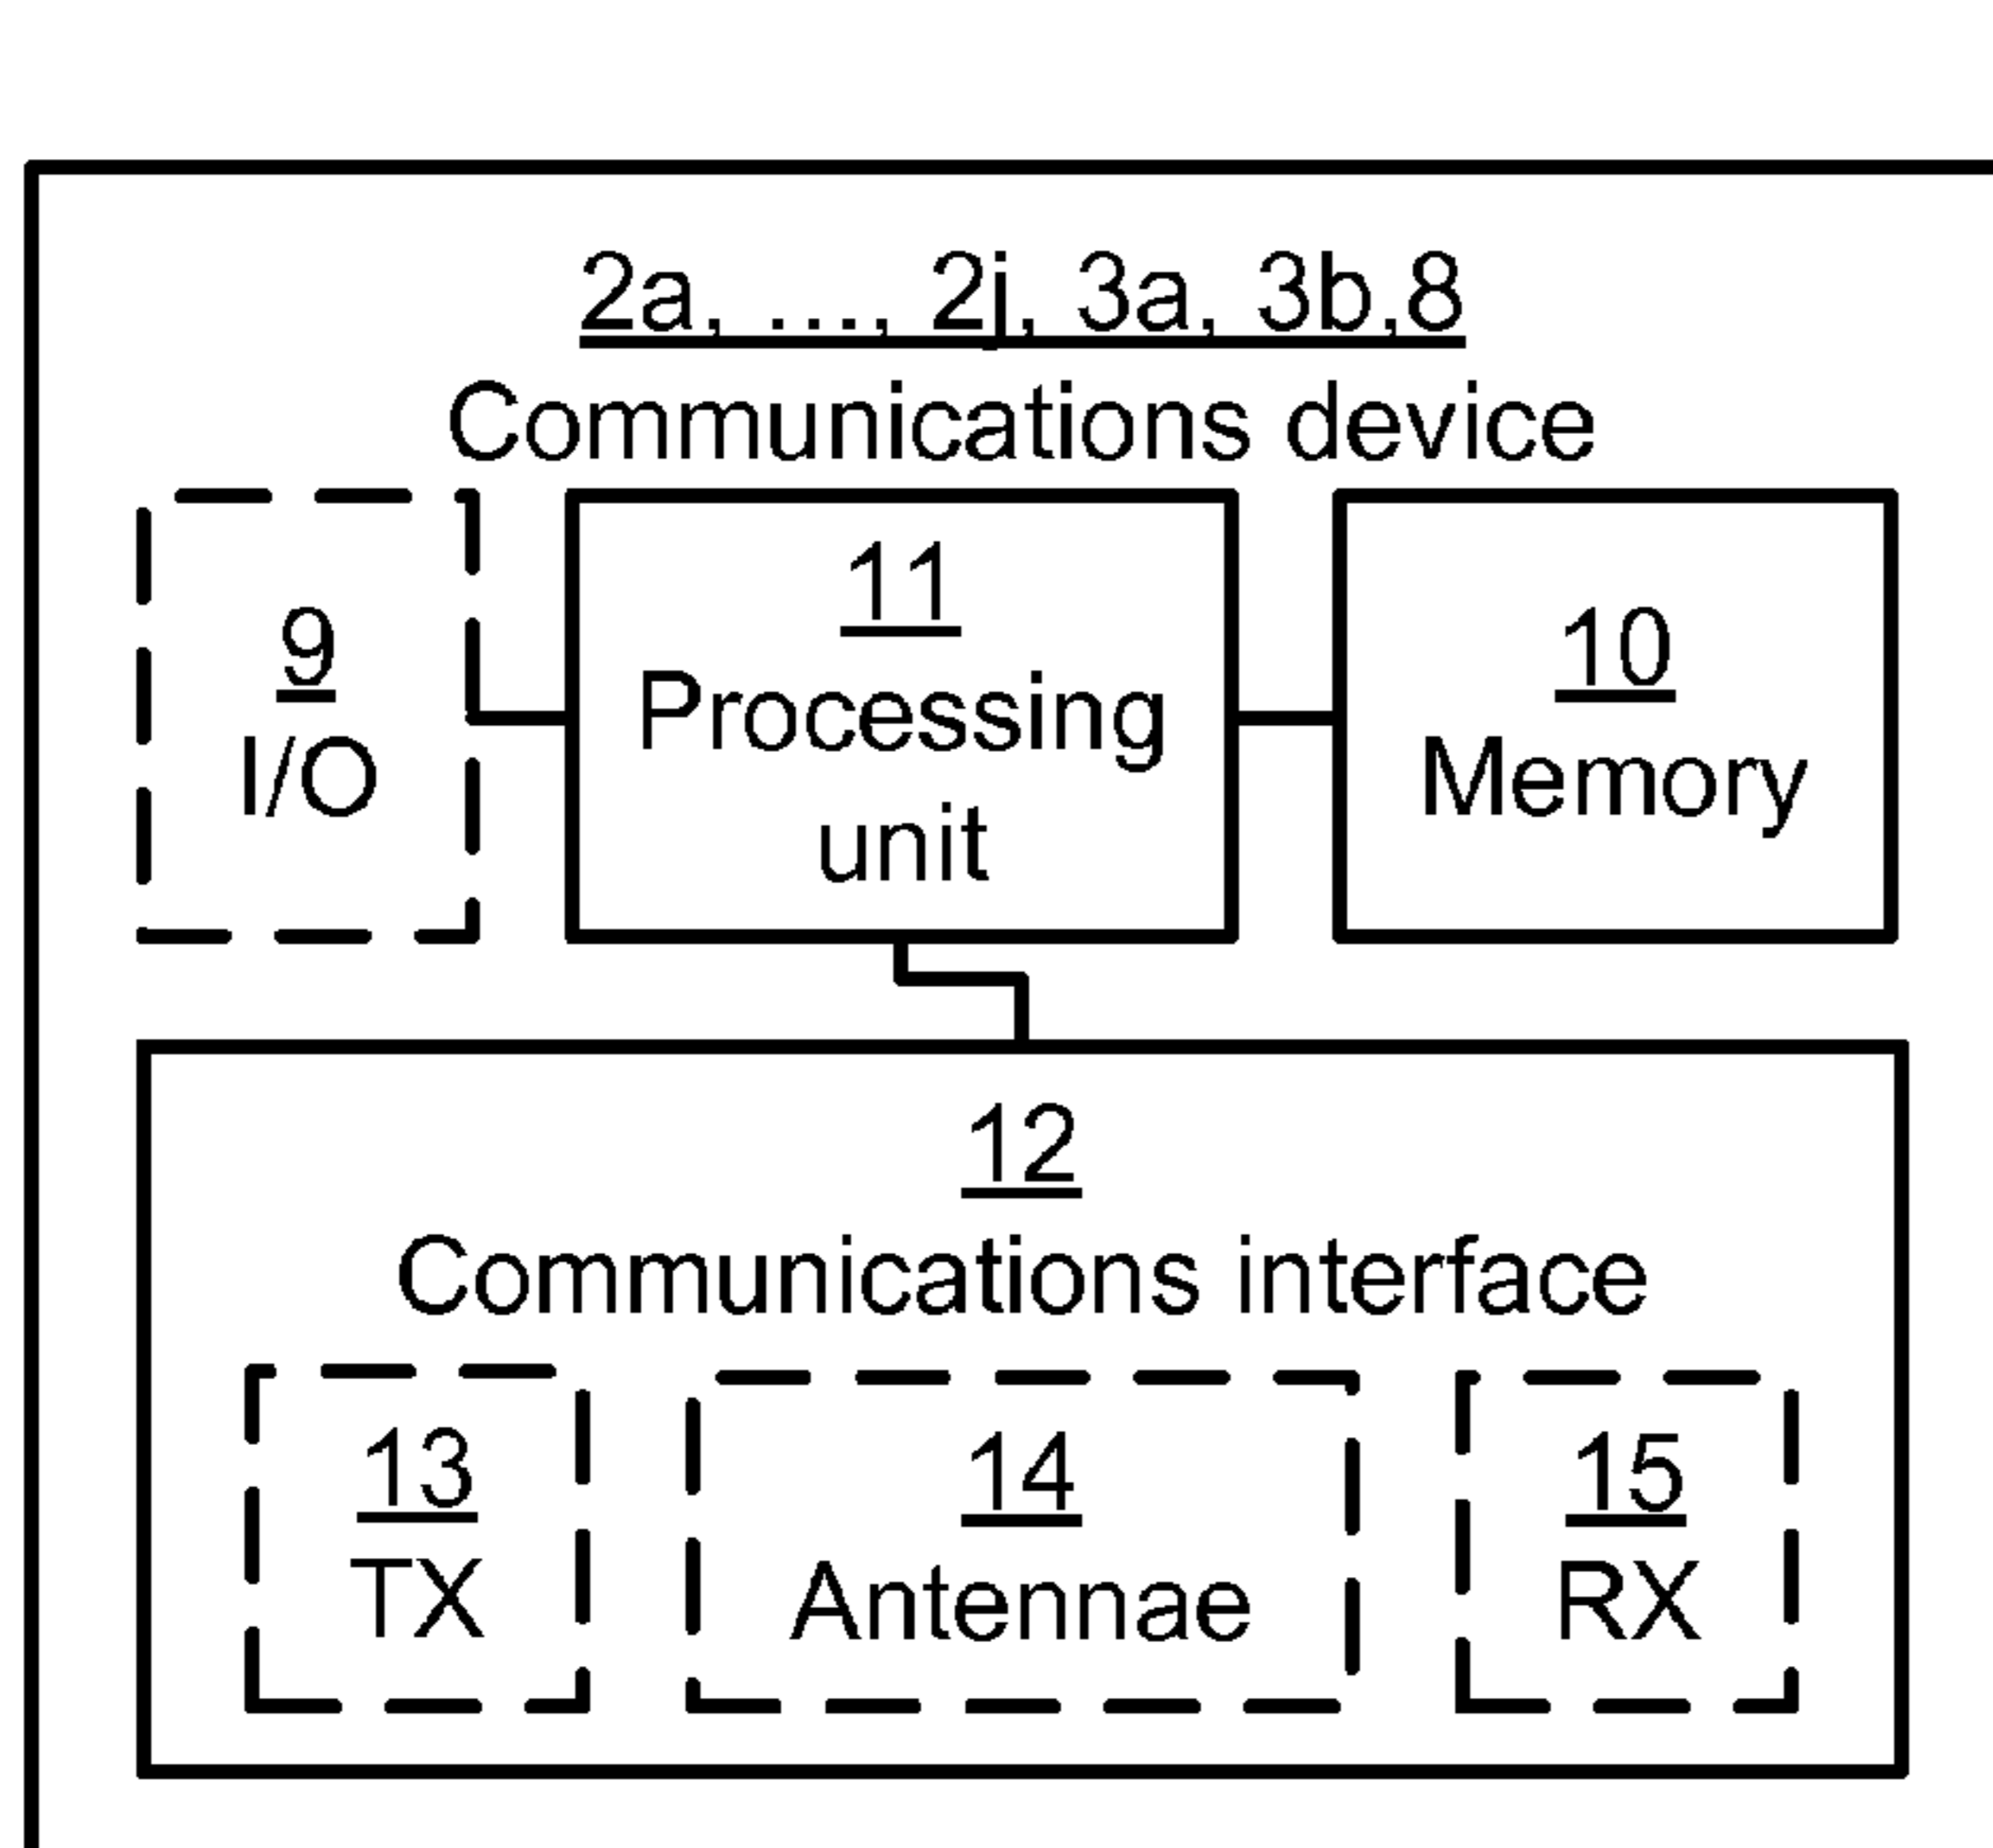 2a, ..., 2j, 3a, 3b,8
Communications device
9
I/O
11
Processing
unit
10
Memory
12
Communications interface
13
TX
14
Antennae
15
RX